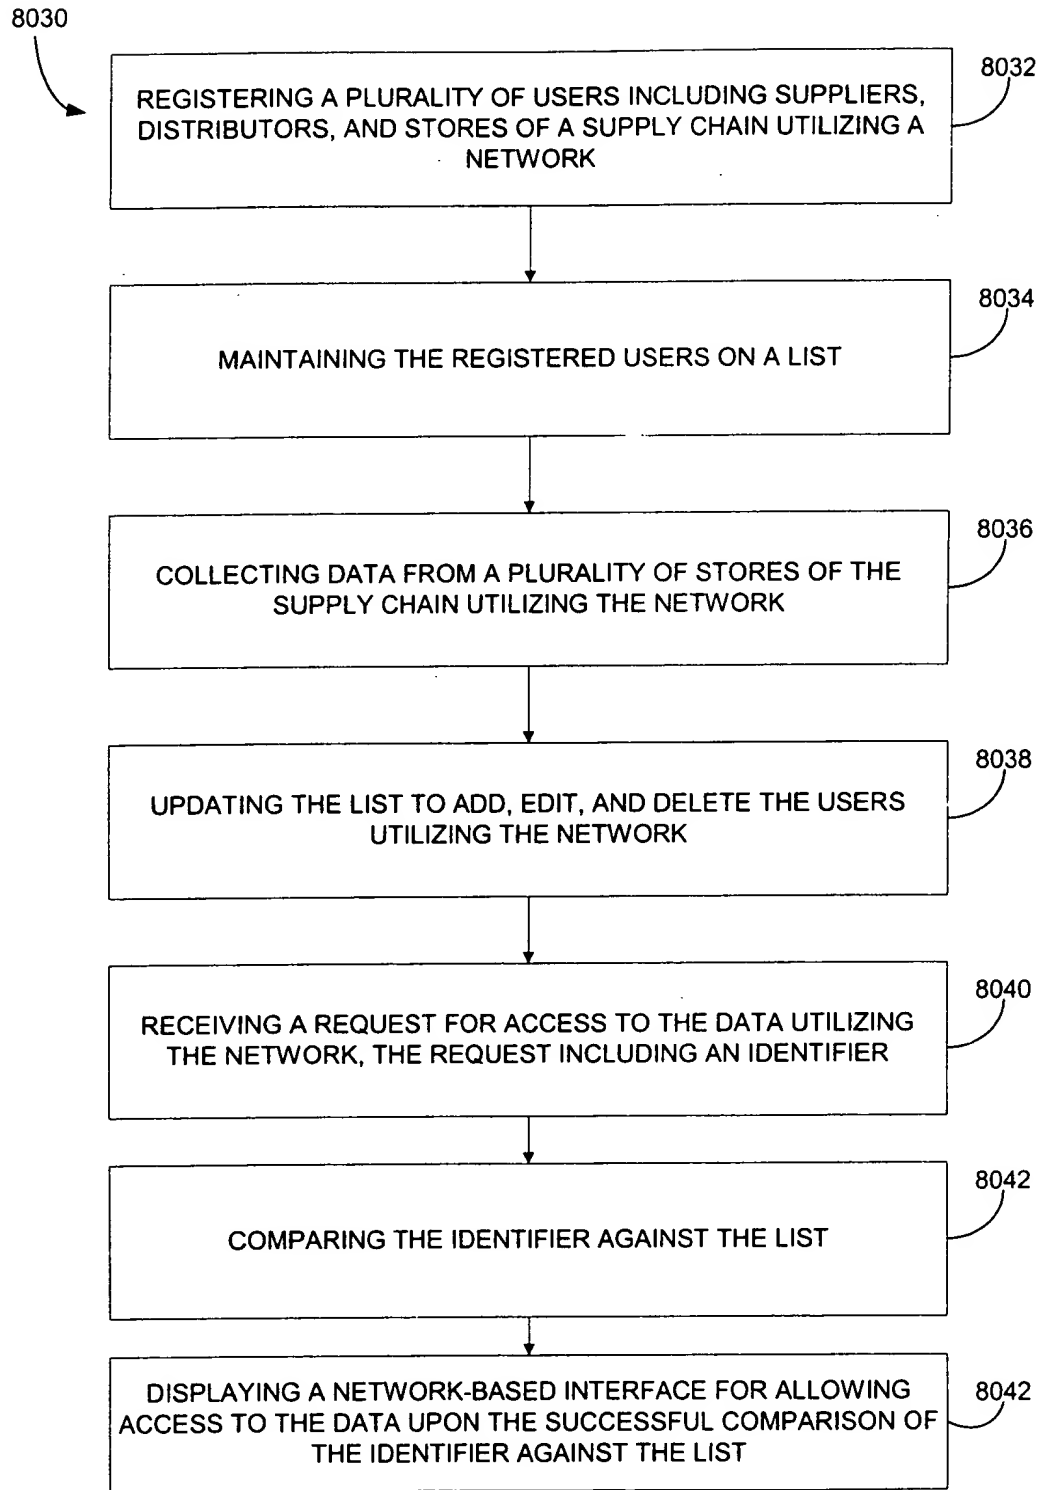 8030
8032
REGISTERING A PLURALITY OF USERS INCLUDING SUPPLIERS,
DISTRIBUTORS, AND STORES OF A SUPPLY CHAIN UTILIZING A
NETWORK
8034
MAINTAINING THE REGISTERED USERS ON A LIST
8036
COLLECTING DATA FROM A PLURALITY OF STORES OF THE
SUPPLY CHAIN UTILIZING THE NETWORK
8038
UPDATING THE LIST TO ADD, EDIT, AND DELETE THE USERS
UTILIZING THE NETWORK
8040
RECEIVING A REQUEST FOR ACCESS TO THE DATA UTILIZING
THE NETWORK, THE REQUEST INCLUDING AN IDENTIFIER
8042
COMPARING THE IDENTIFIER AGAINST THE LIST
8042
DISPLAYING A NETWORK-BASED INTERFACE FOR ALLOWING
ACCESS TO THE DATA UPON THE SUCCESSFUL COMPARISON OF
THE IDENTIFIER AGAINST THE LIST